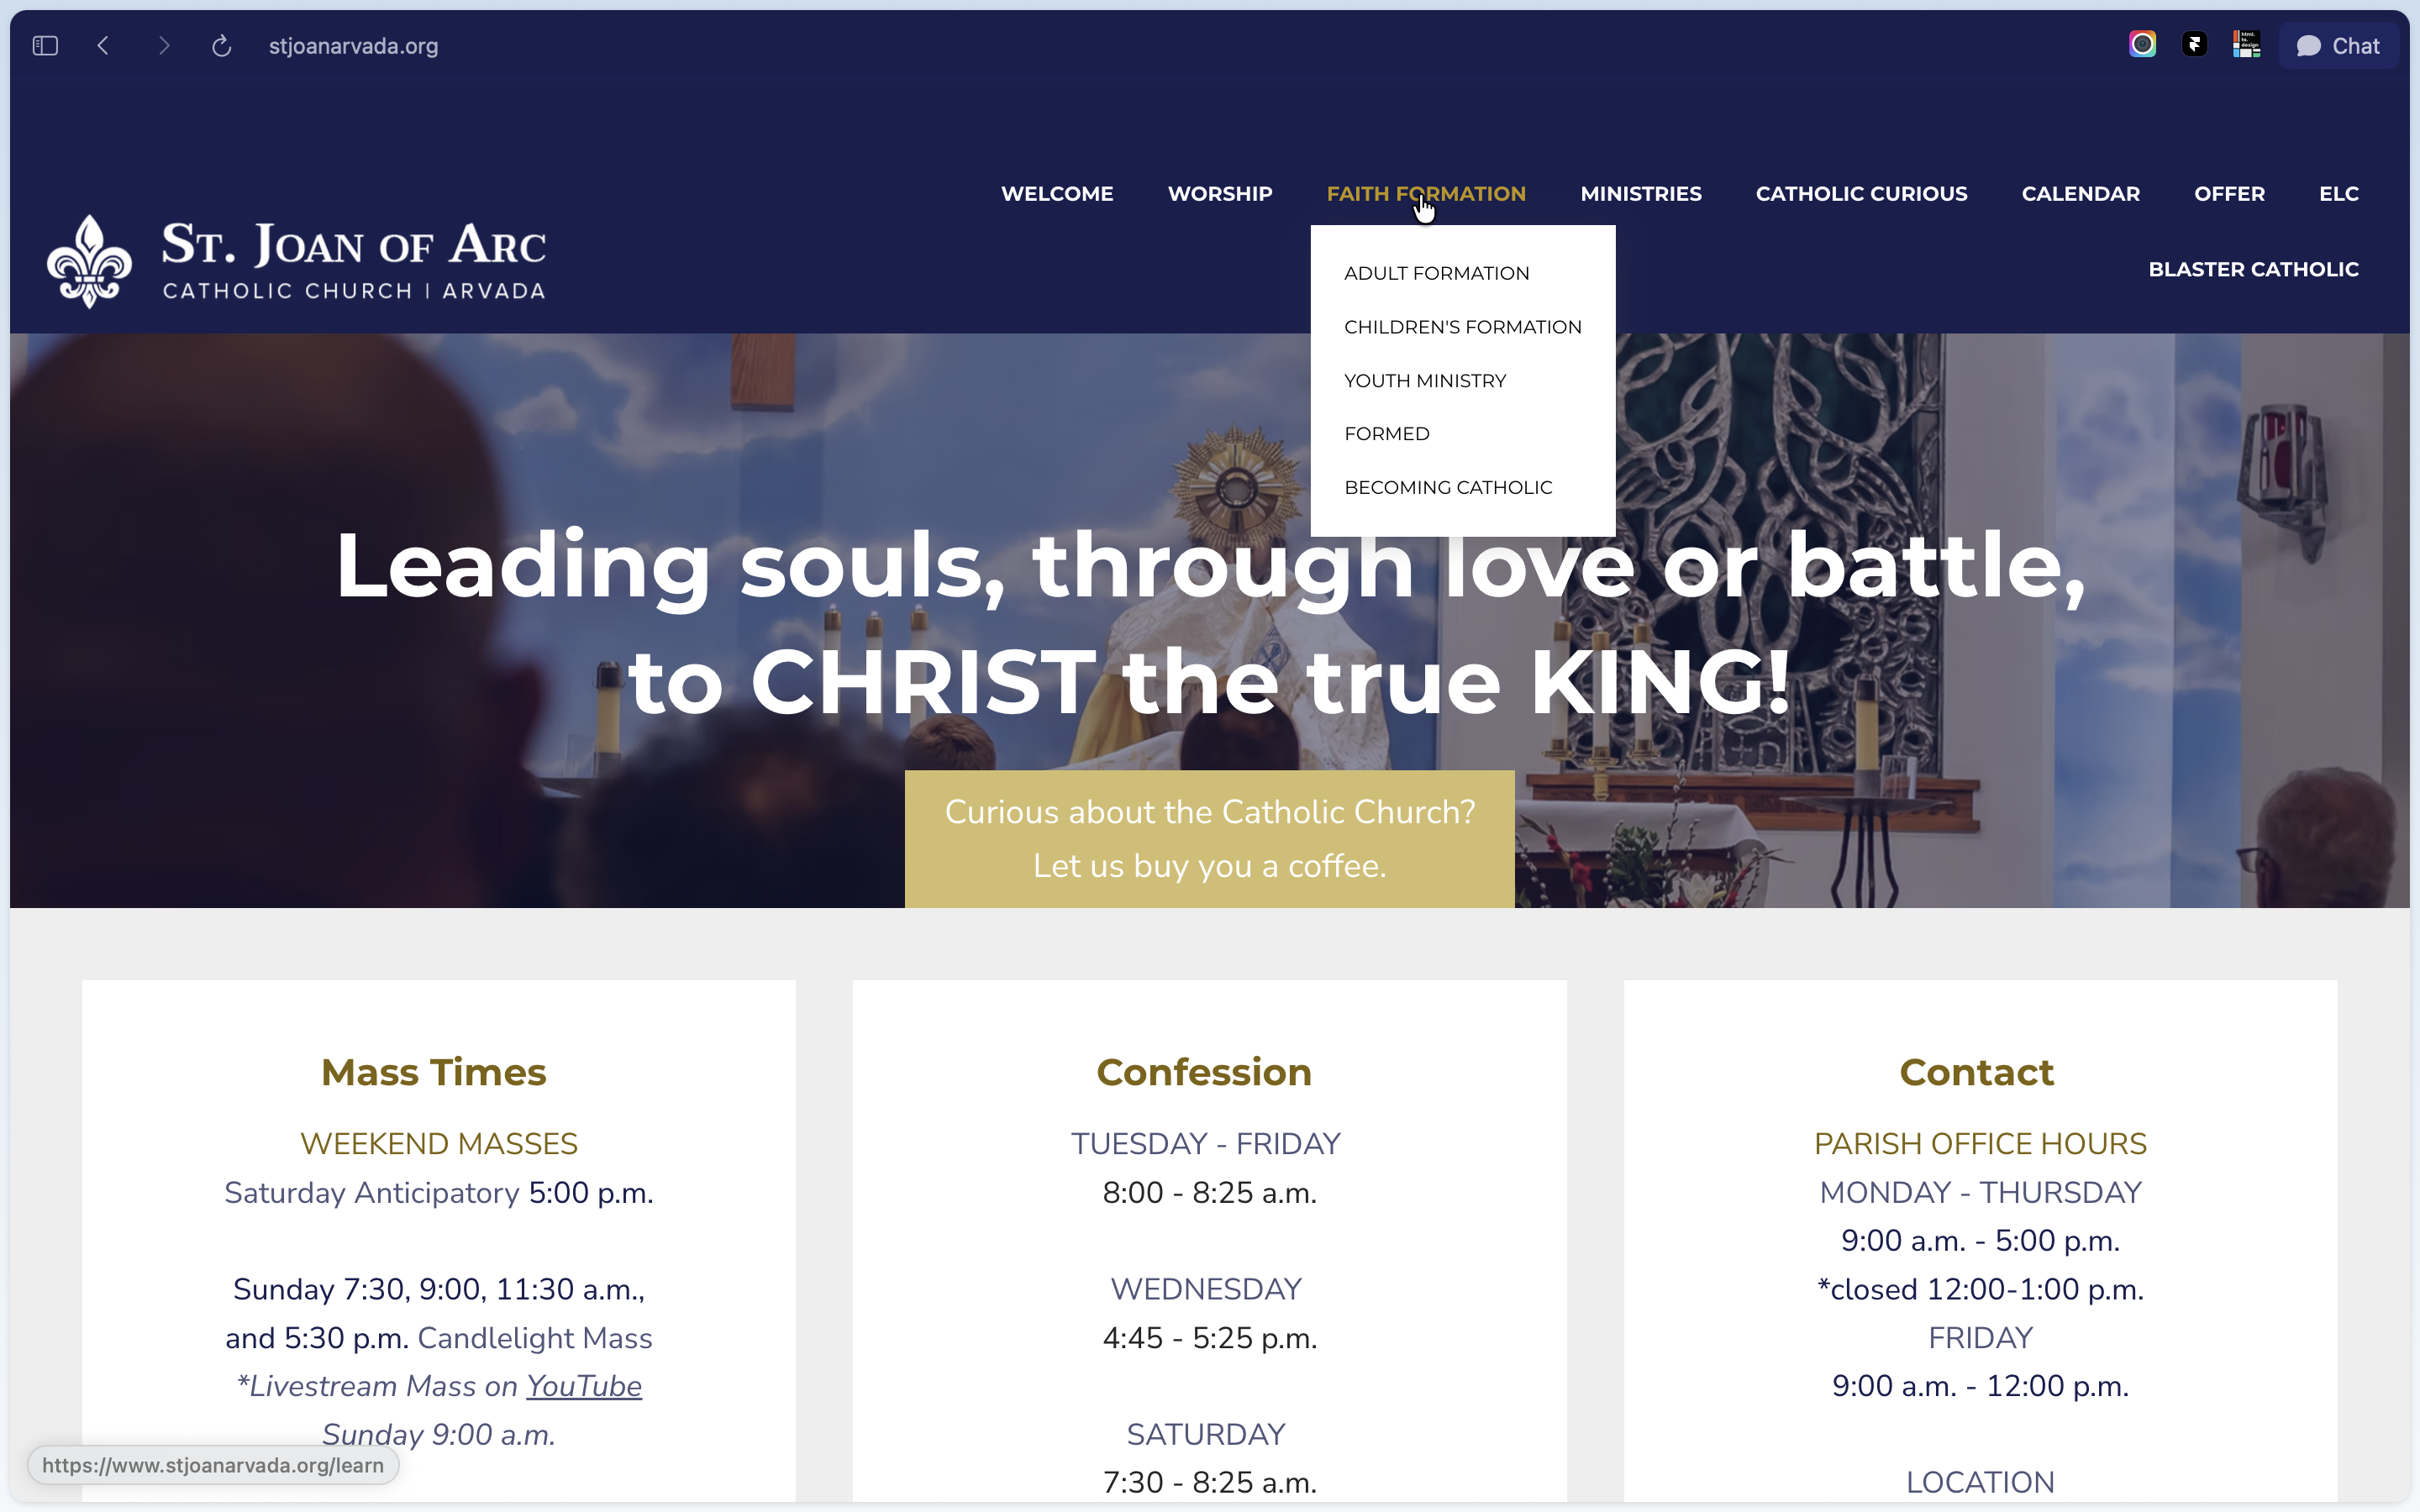 stjoanarvada.org
Chat
WELCOME WORSHIP FAITH FORMATION MINISTRIES CATHOLIC CURIOUS CALENDAR OFFER ELC
BLASTER CATHOLIC
ST. JOAN OF ARC
CATHOLIC CHURCH | ARVADA
ADULT FORMATION
CHILDREN'S FORMATION
YOUTH MINISTRY
FORMED
BECOMING CATHOLIC
Leading souls, through love or battle,
to CHRIST the true KING!
Curious about the Catholic Church?
Let us buy you a coffee.
Mass Times
WEEKEND MASSES
Saturday Anticipatory 5:00 p.m.
Sunday 7:30, 9:00, 11:30 a.m.,
and 5:30 p.m. Candlelight Mass
*Livestream Mass on YouTube
Sunday 9:00 a.m.
Confession
TUESDAY - FRIDAY
8:00 - 8:25 a.m.
WEDNESDAY
4:45 - 5:25 p.m.
SATURDAY
7:30 - 8:25 a.m.
Contact
PARISH OFFICE HOURS
MONDAY - THURSDAY
9:00 a.m. - 5:00 p.m.
*closed 12:00-1:00 p.m.
FRIDAY
9:00 a.m. - 12:00 p.m.
LOCATION
https://www.stjoanarvada.org/learn